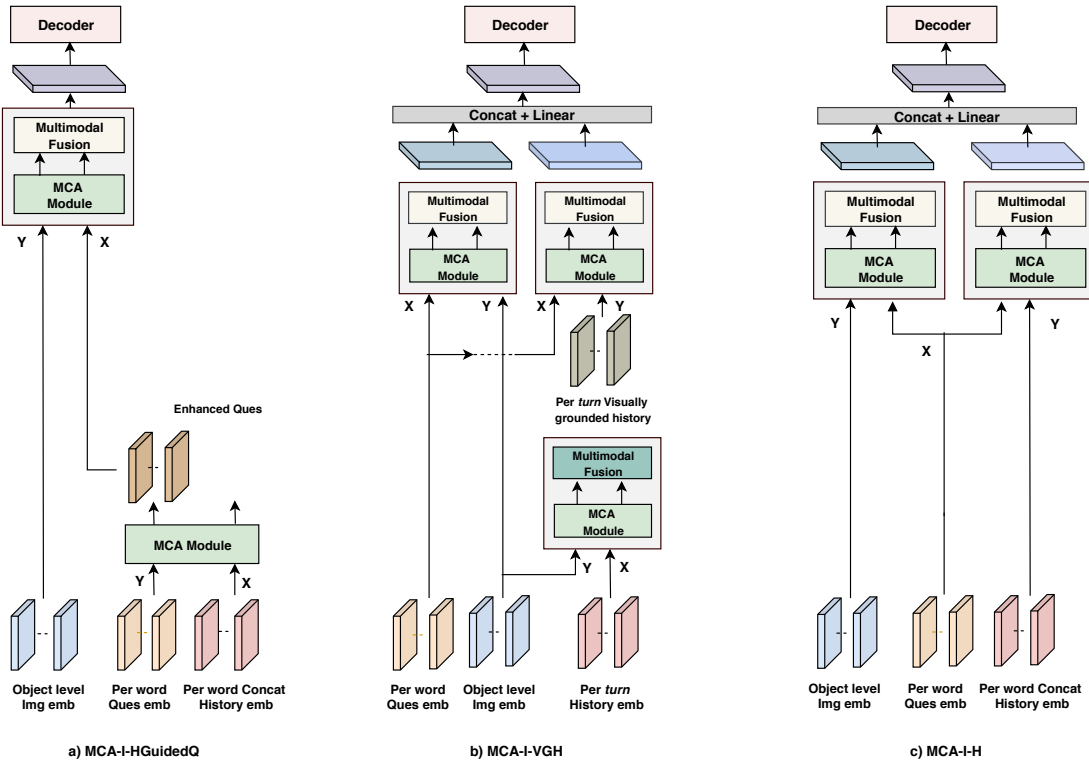 Decoder
Multimodal
Fusion
MCA
Module
Y
X
Enhanced Ques
MCA Module
Y
X
Object level
Img emb
Per word
Ques emb
Per word Concat
History emb
a) MCA-I-HGuidedQ
Decoder
Concat + Linear
Multimodal
Fusion
MCA
Module
Multimodal
Fusion
MCA
Module
X
Y
X
Y
Per turn Visually
grounded history
Multimodal
Fusion
MCA
Module
Y
X
Per word
Ques emb
Object level
Img emb
Per turn
History emb
b) MCA-I-VGH
Decoder
Concat + Linear
Multimodal
Fusion
MCA
Module
Multimodal
Fusion
MCA
Module
Y
X
Y
Object level
Img emb
Per word
Ques emb
Per word Concat
History emb
c) MCA-I-H